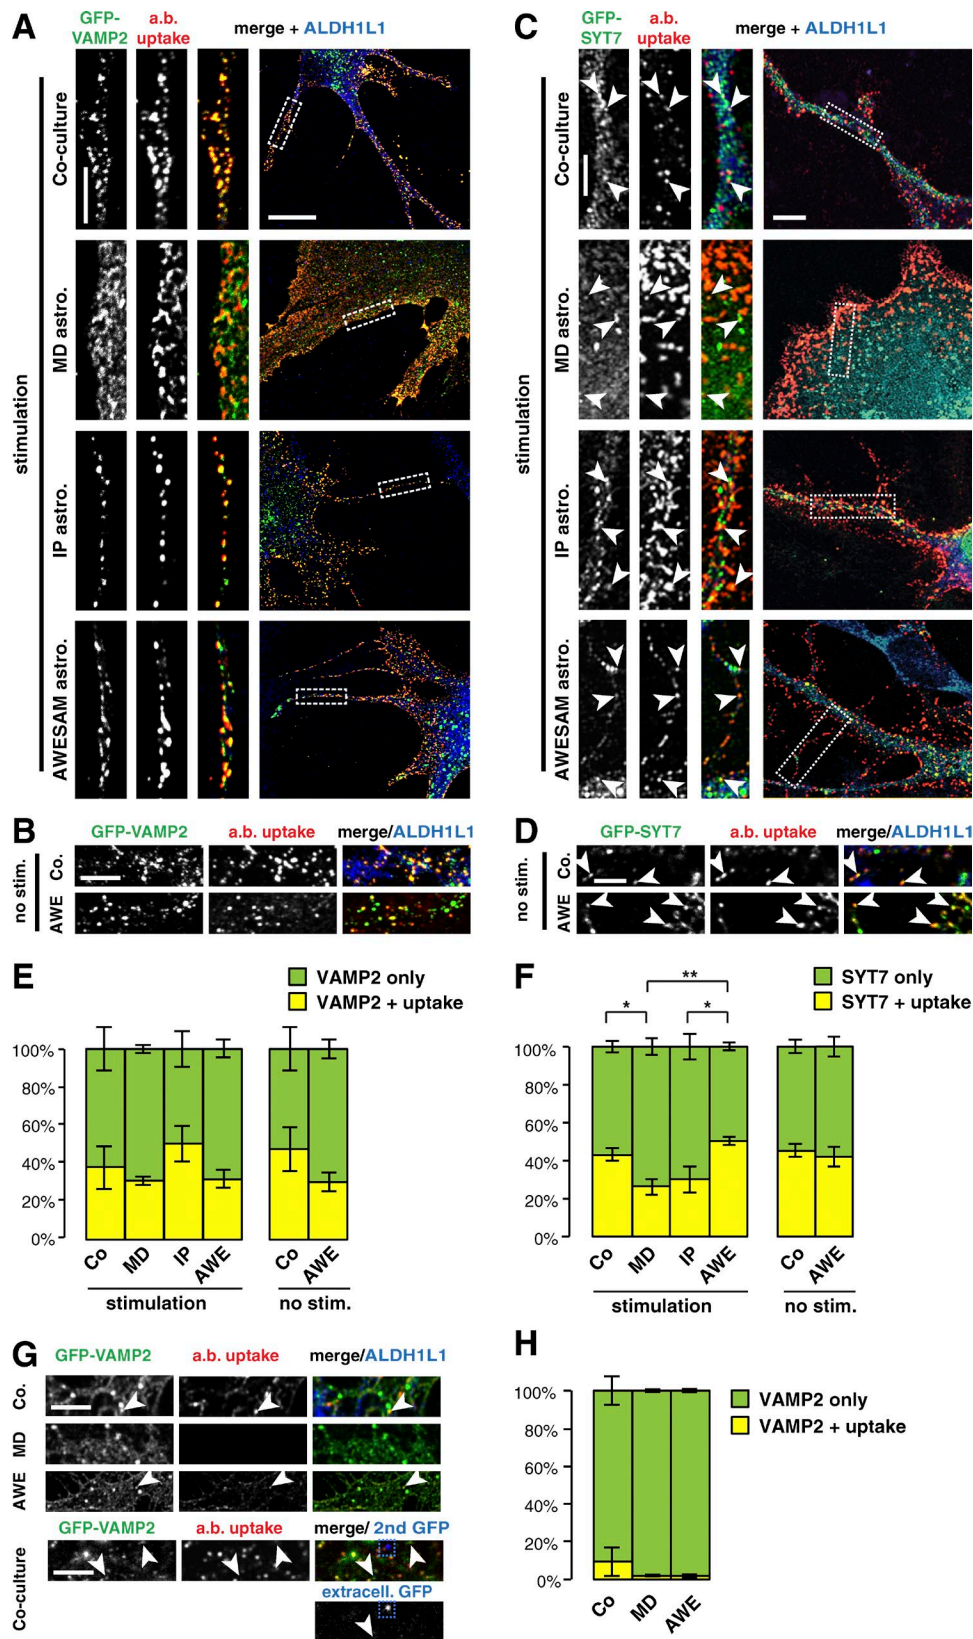 A
GFP-VAMP2
a.b. uptake
merge + ALDH1L1
stimulation
Co-culture
MD astro.
IP astro.
AWESAM astro.
C
GFP-SYT7
a.b. uptake
merge + ALDH1L1
stimulation
Co-culture
MD astro.
IP astro.
AWESAM astro.
B
GFP-VAMP2
a.b. uptake
merge/ALDH1L1
no stim.
Co.
AWE
D
GFP-SYT7
a.b. uptake
merge/ALDH1L1
no stim.
Co.
AWE
E
VAMP2 only
VAMP2 + uptake
100%
80%
60%
40%
20%
0%
Co MD IP AWE
stimulation
Co AWE
no stim.
F
SYT7 only
SYT7 + uptake
**
* *
100%
80%
60%
40%
20%
0%
Co MD IP AWE
stimulation
Co AWE
no stim.
G
GFP-VAMP2
a.b. uptake
merge/ALDH1L1
Co.
MD
AWE
GFP-VAMP2
a.b. uptake
merge/ 2nd GFP
Co-culture
extracell. GFP
H
VAMP2 only
VAMP2 + uptake
100%
80%
60%
40%
20%
0%
Co MD AWE